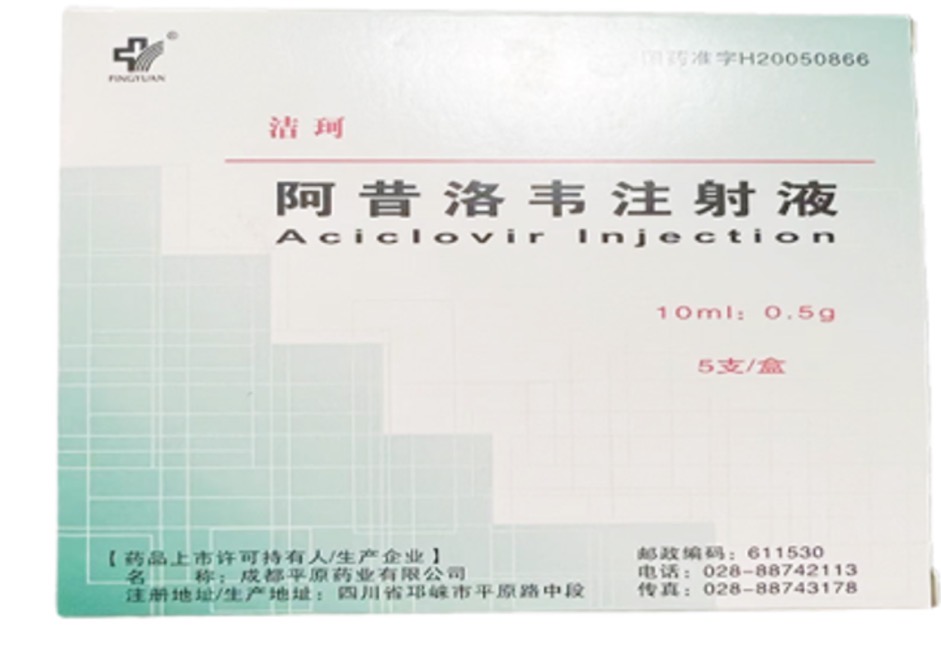 PINGYUAN
国药准字H20050866
洁珂
阿昔洛韦注射液
Aciclovir Injection
10ml：0.5g
5支/盒
【药品上市许可持有人/生产企业】
名 称：成都平原药业有限公司
注册地址/生产地址：四川省邛崃市平原路中段
邮政编码：611530
电话：028-88742113
传真：028-88743178